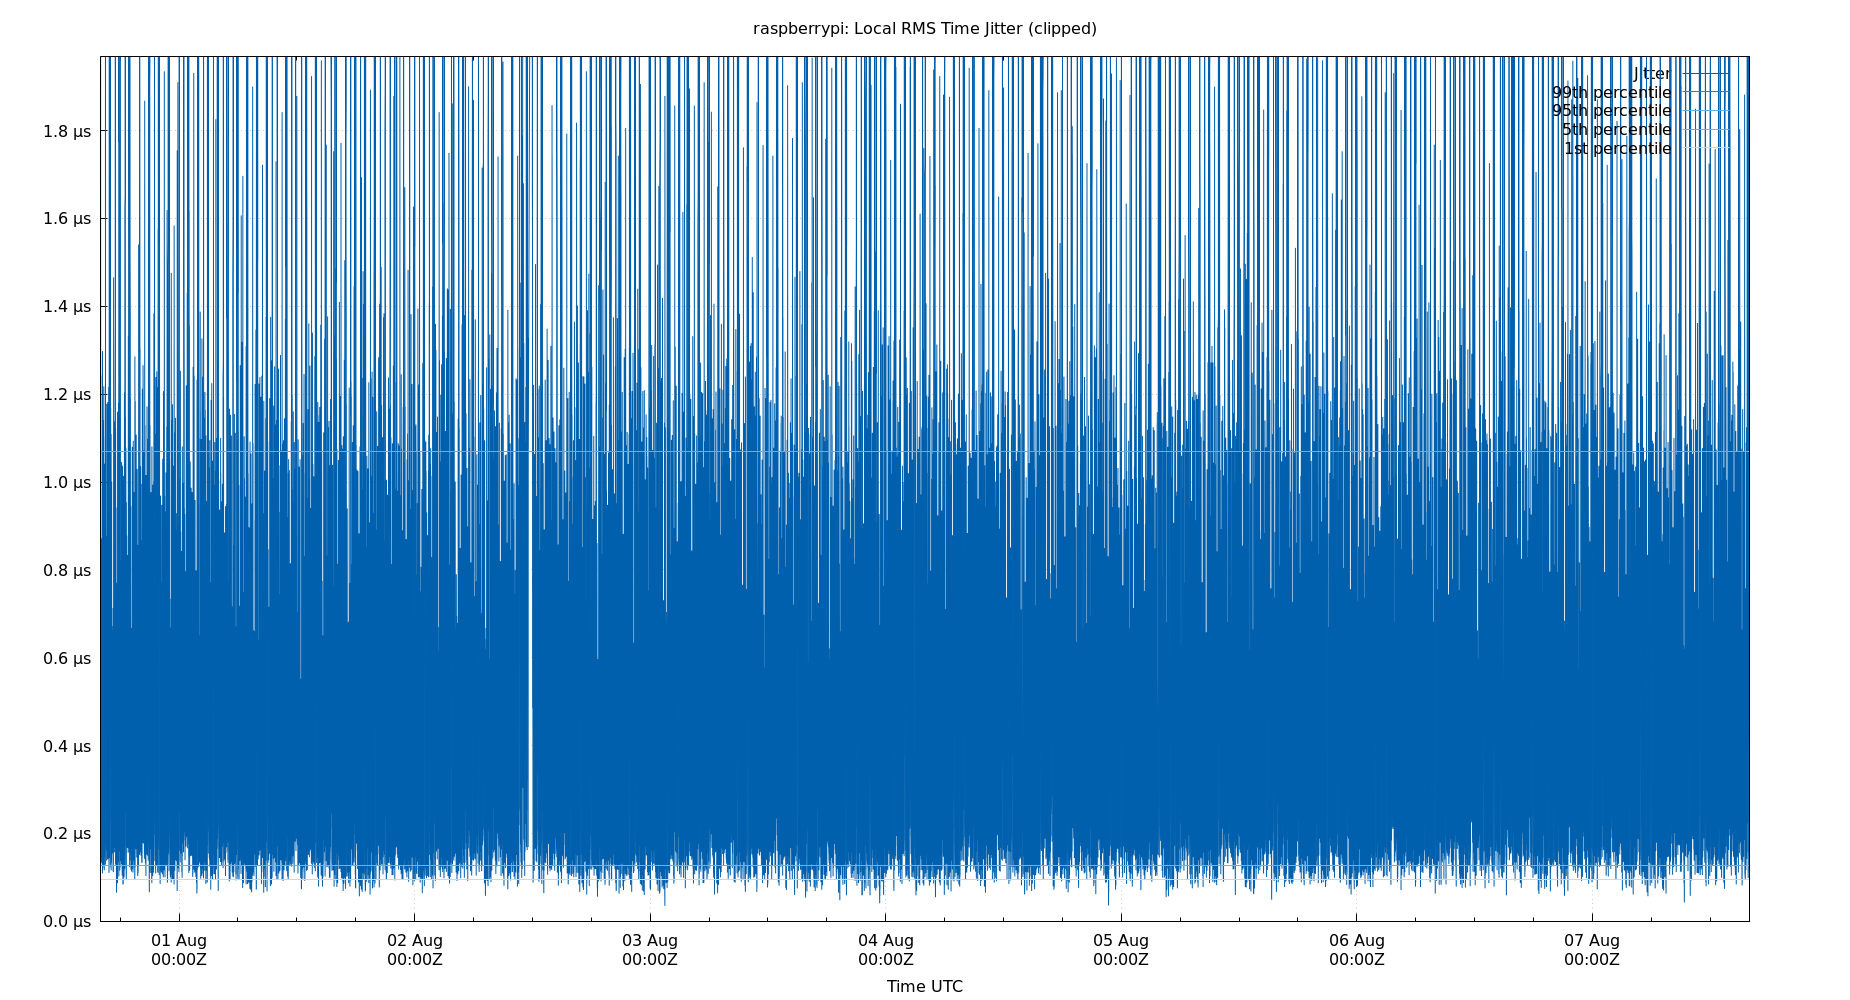 raspberrypi: Local RMS Time Jitter (clipped)
Jitter
99th percentile
95th percentile
5th percentile
1st percentile
1.8 μs
1.6 μs
1.4 μs
1.2 μs
1.0 μs
0.8 μs
0.6 μs
0.4 μs
0.2 μs
0.0 μs
01 Aug 02 Aug 03 Aug 04 Aug 05 Aug 06 Aug 07 Aug
00:00Z 00:00Z 00:00Z 00:00Z 00:00Z 00:00Z 00:00Z
Time UTC